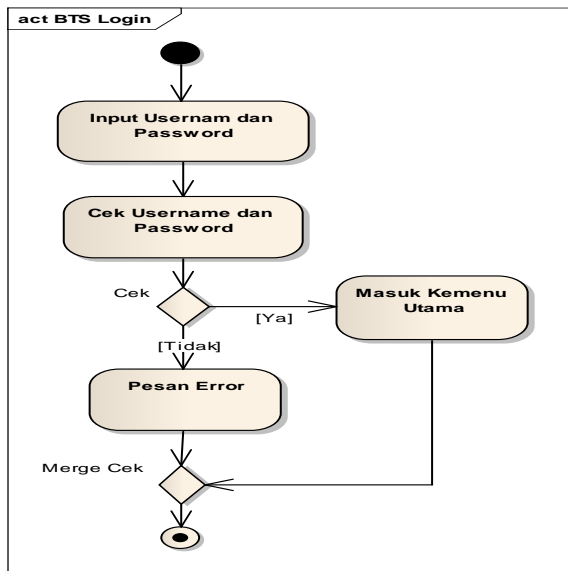 act BTS Login
Input Usernam dan
Password
Cek Username dan
Password
Cek
[Ya]
Masuk Kemenu
Utama
[Tidak]
Pesan Error
Merge Cek